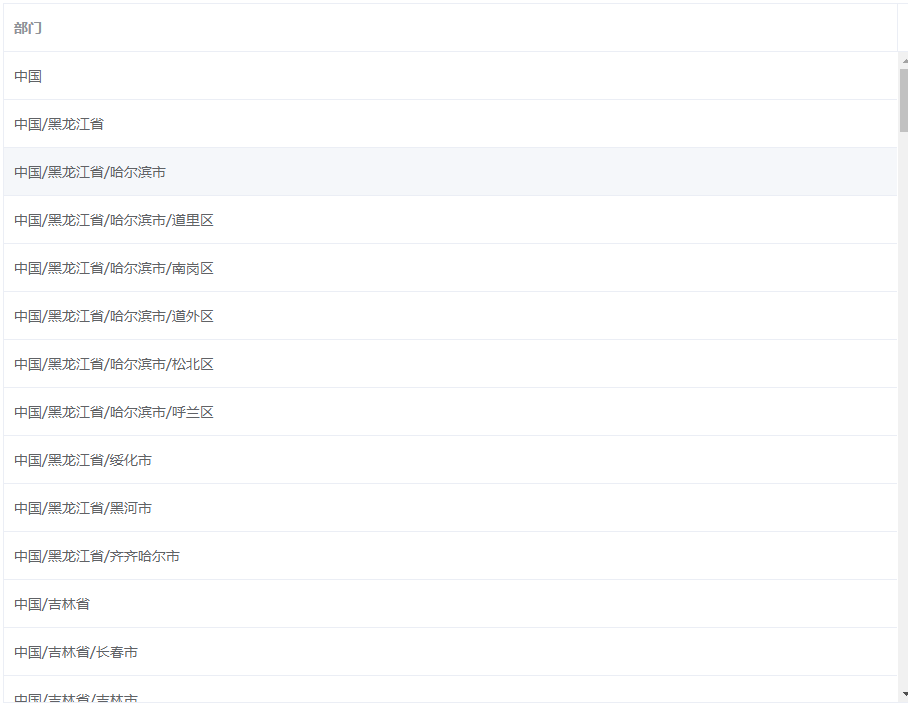 部门
中国
中国/黑龙江省
中国/黑龙江省/哈尔滨市
中国/黑龙江省/哈尔滨市/道里区
中国/黑龙江省/哈尔滨市/南岗区
中国/黑龙江省/哈尔滨市/道外区
中国/黑龙江省/哈尔滨市/松北区
中国/黑龙江省/哈尔滨市/呼兰区
中国/黑龙江省/绥化市
中国/黑龙江省/黑河市
中国/黑龙江省/齐齐哈尔市
中国/吉林省
中国/吉林省/长春市
中国/吉林省/吉林市